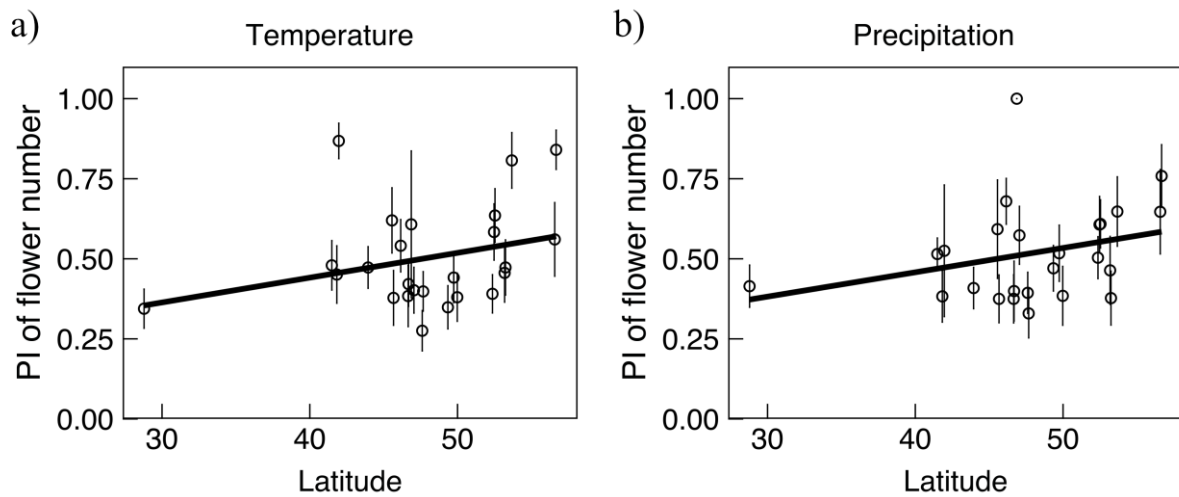 a)
Temperature
PI of flower number
1.00
0.75
0.50
0.25
0.00
30 40 50
Latitude
b)
Precipitation
PI of flower number
1.00
0.75
0.50
0.25
0.00
30 40 50
Latitude